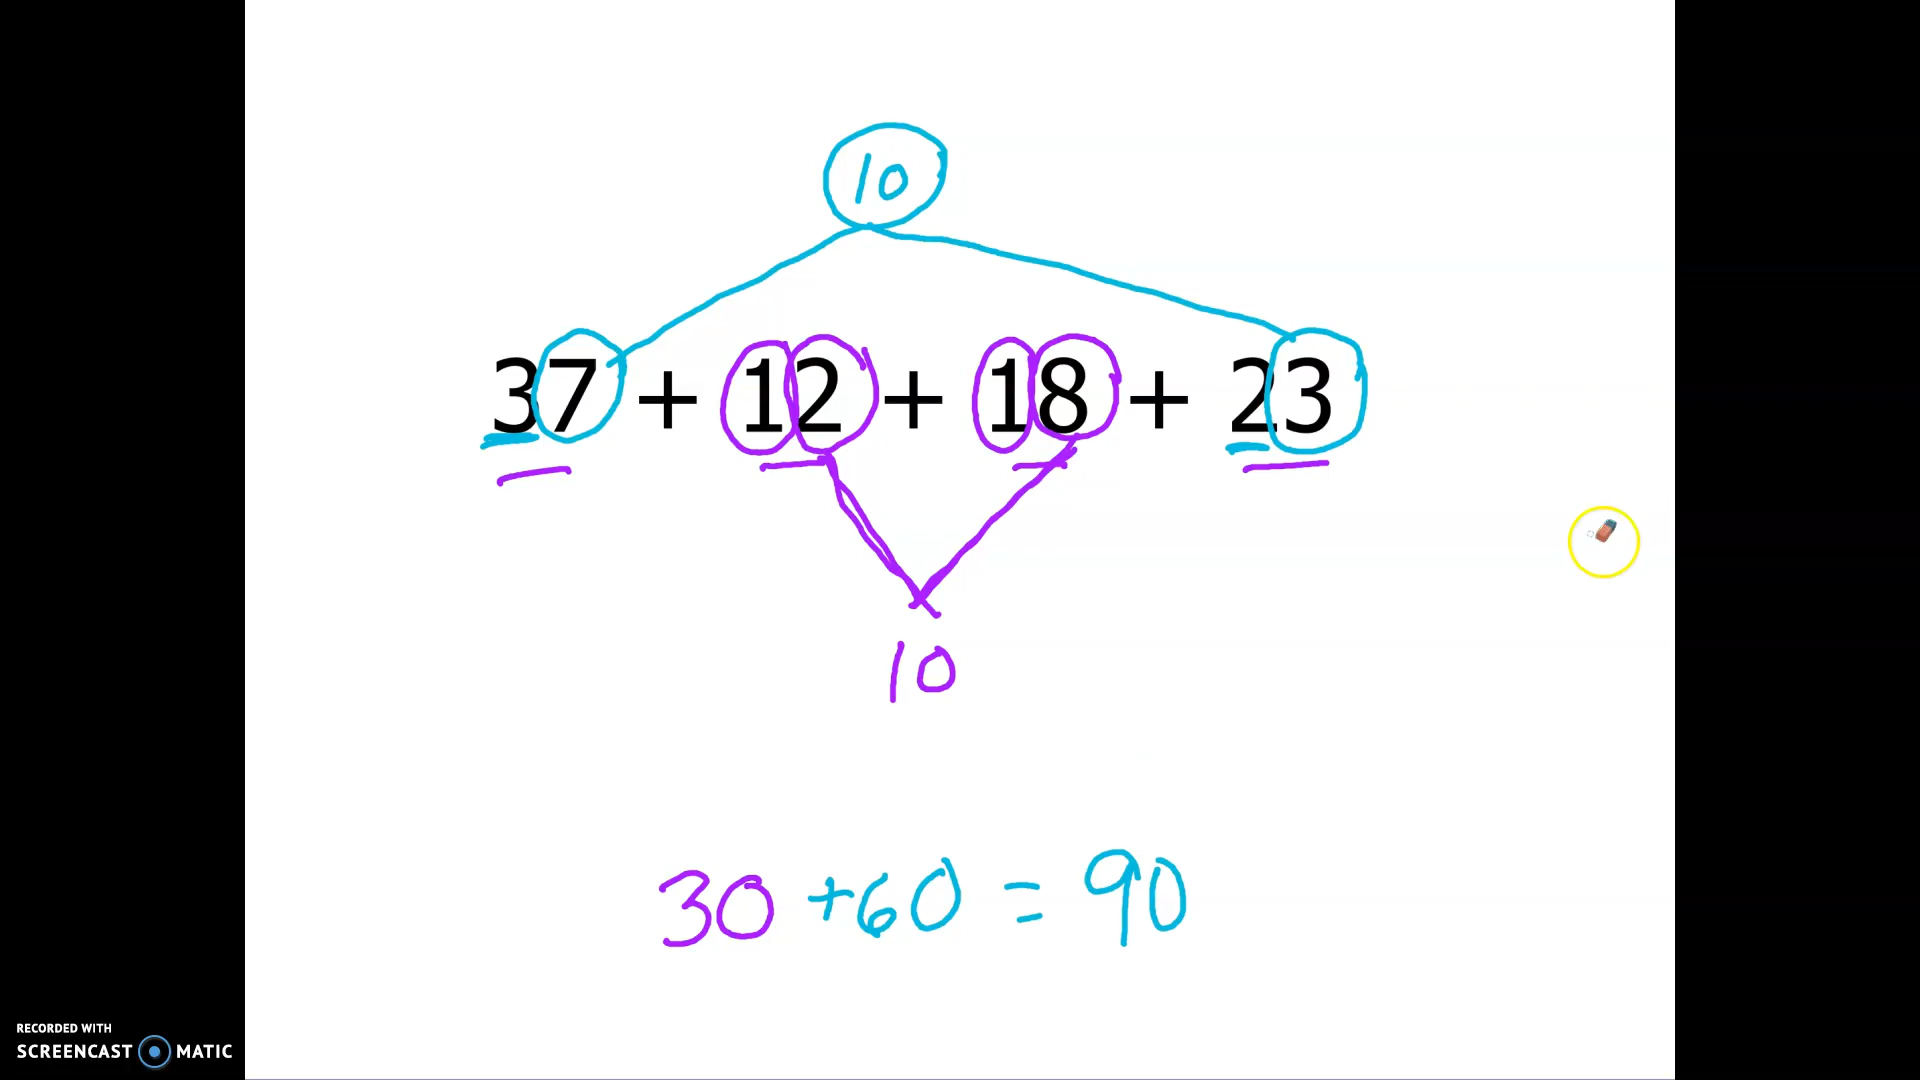 10
37 + 12 + 18 + 23
10
30 + 60 = 90
RECORDED WITH
SCREENCAST MATIC